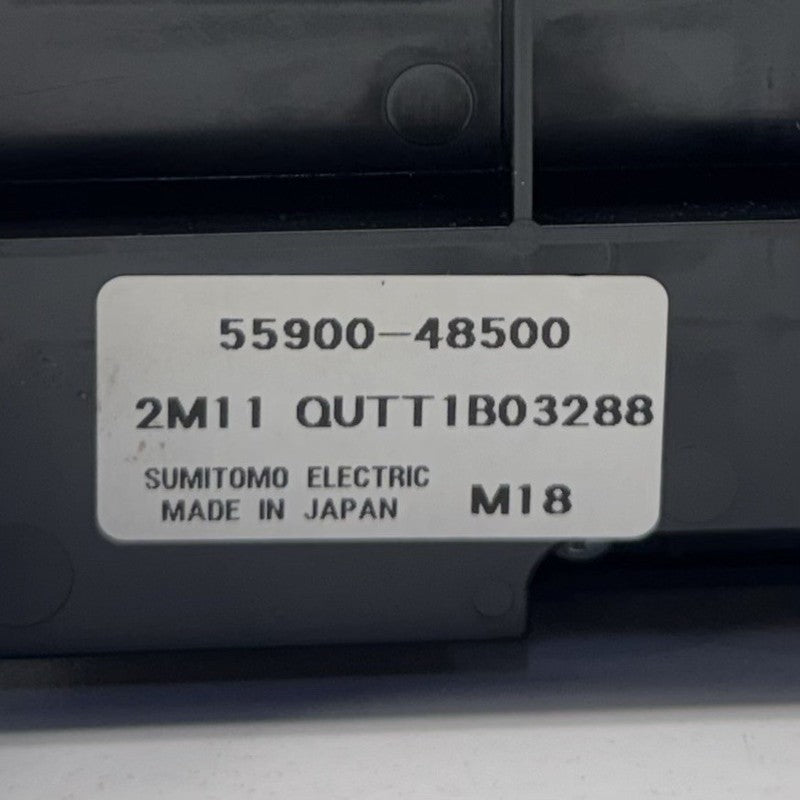 55900-48500
2M11 QUTT1B03288
SUMITOMO ELECTRIC
MADE IN JAPAN M18